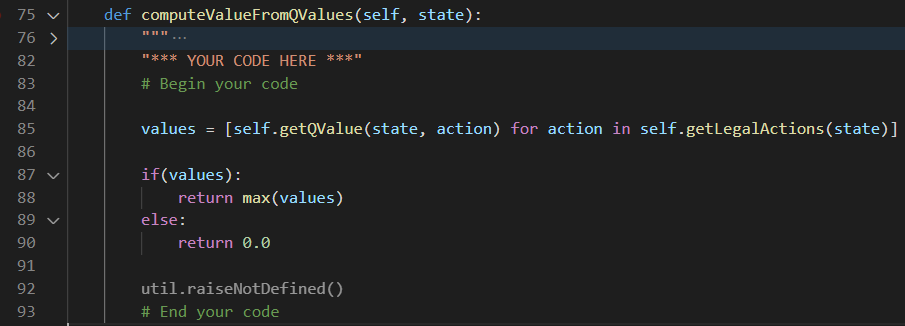 75 def computeValueFromQValues(self, state):
76 """···
82 "*** YOUR CODE HERE ***"
83 # Begin your code
84
85 values = [self.getQValue(state, action) for action in self.getLegalActions(state)]
86
87 if(values):
88 return max(values)
89 else:
90 return 0.0
91
92 util.raiseNotDefined()
93 # End your code